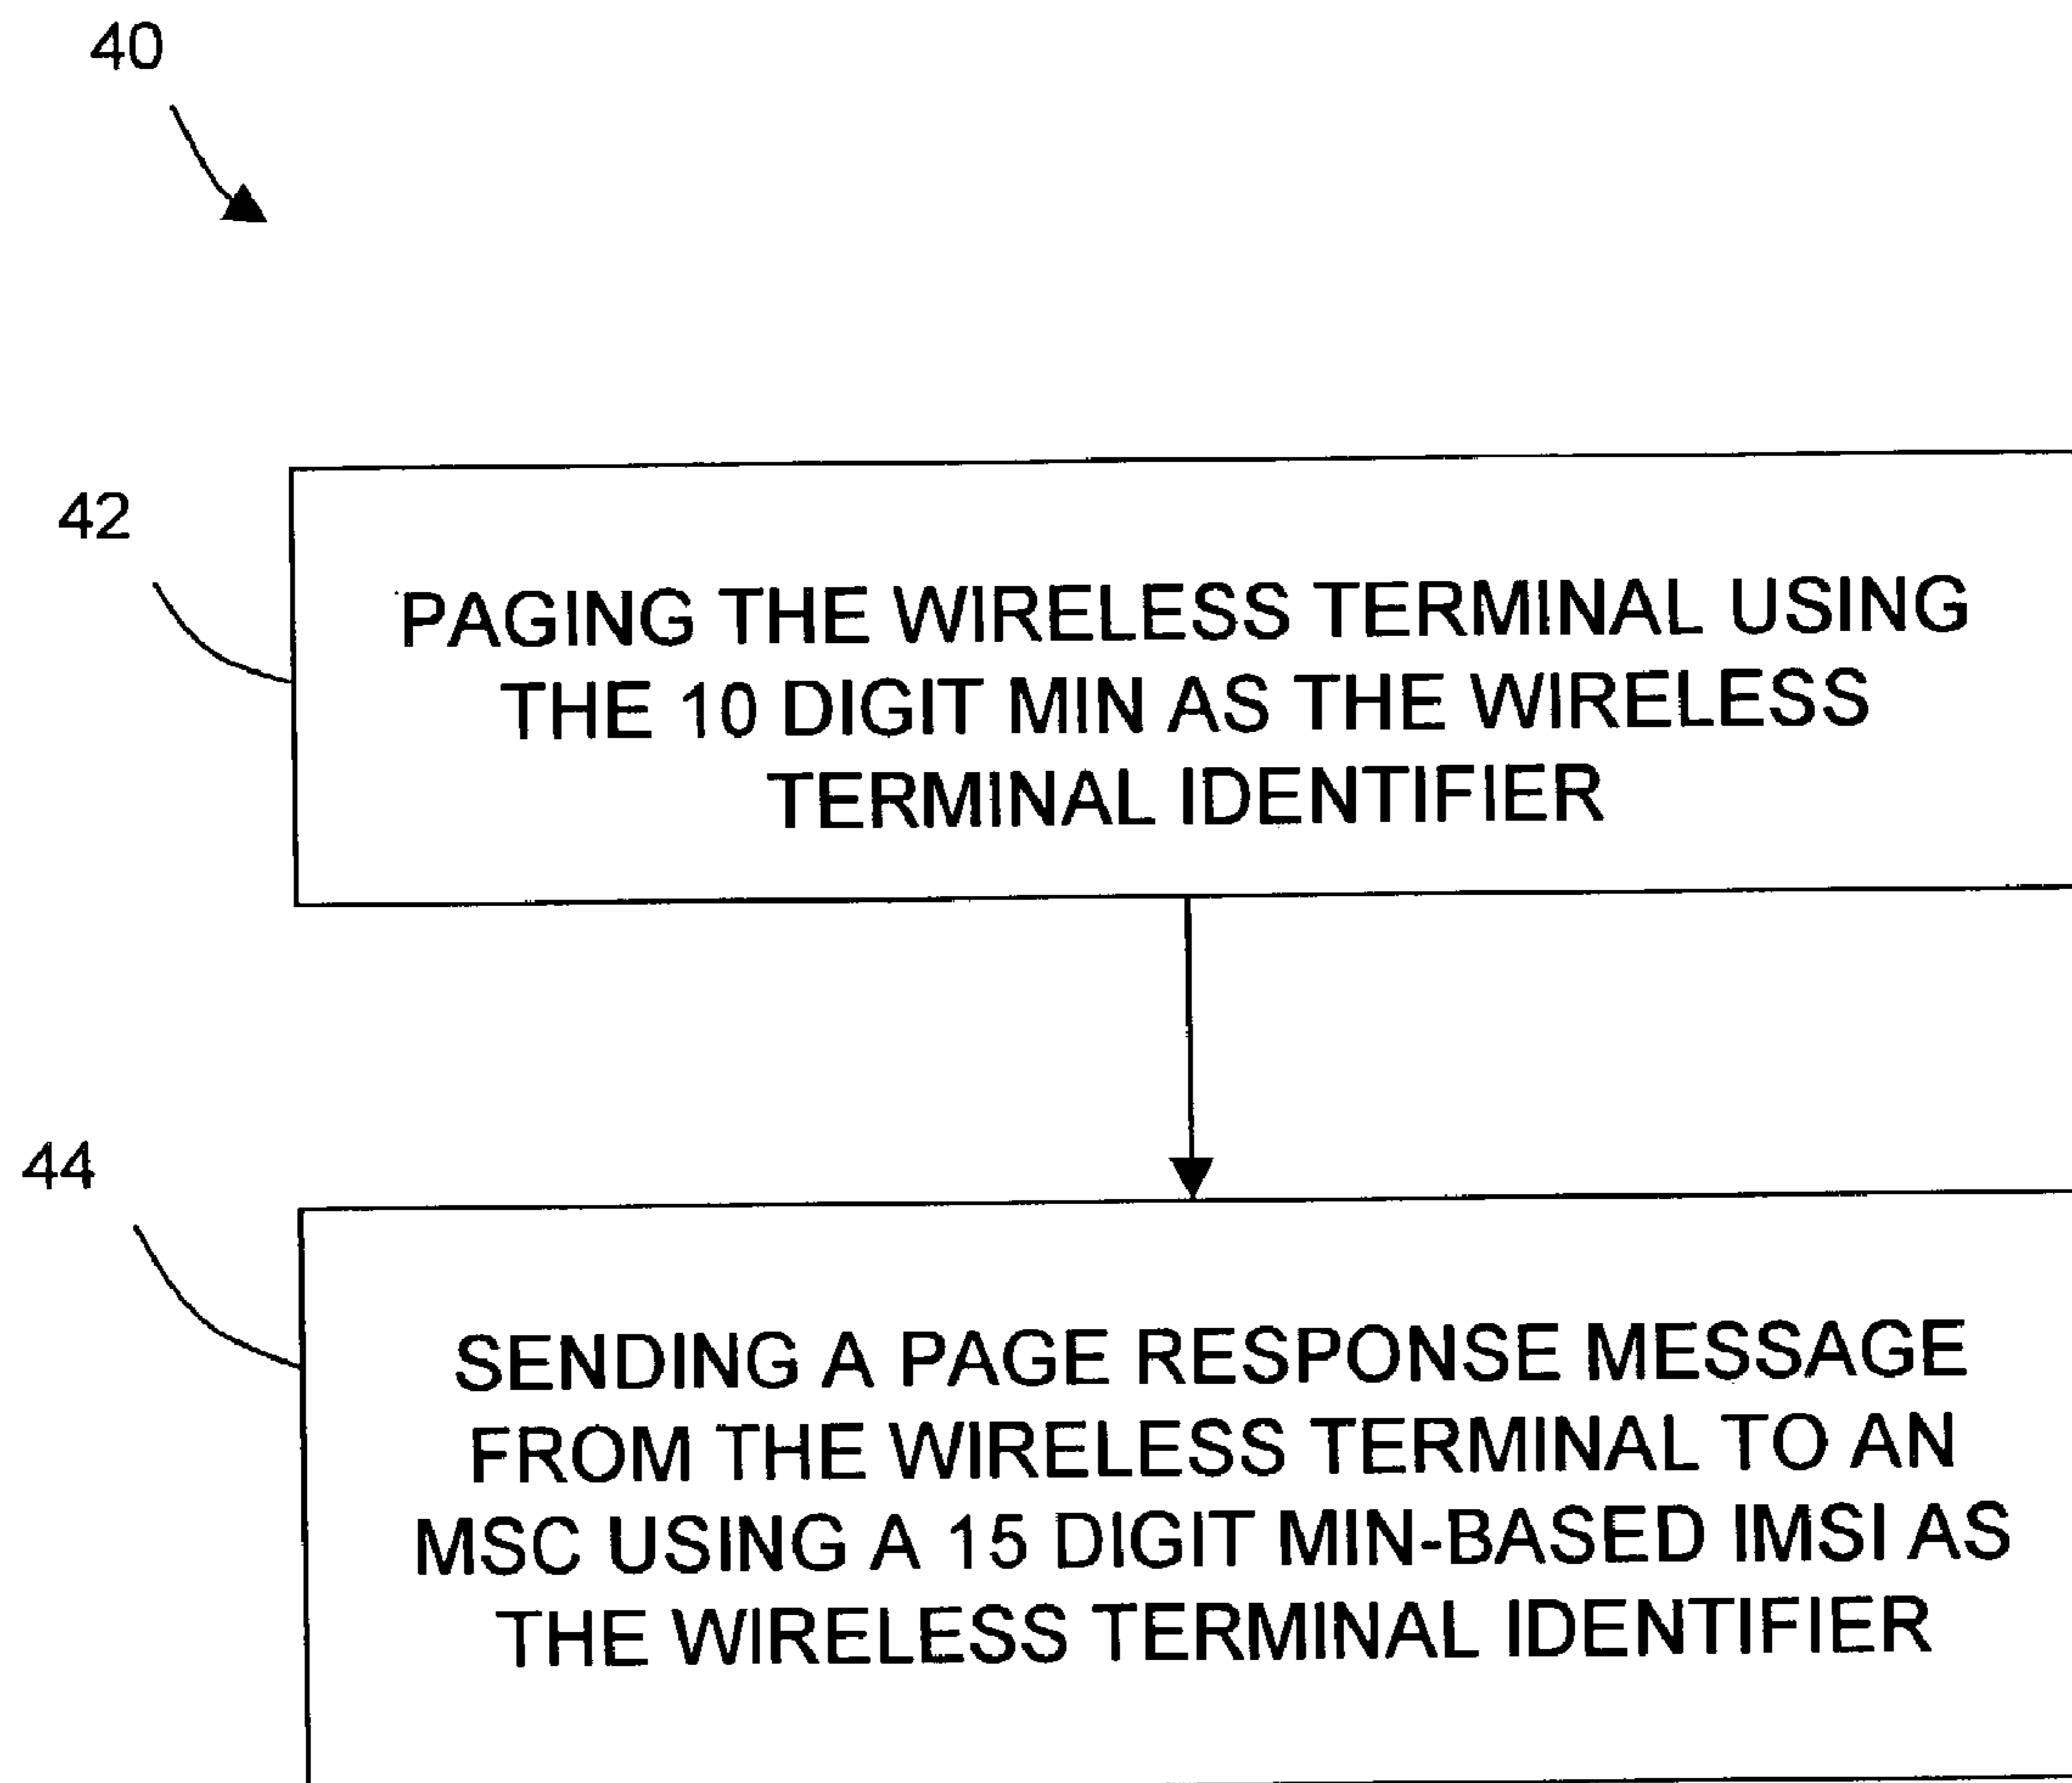 40
42
PAGING THE WIRELESS TERMINAL USING
THE 10 DIGIT MIN AS THE WIRELESS
TERMINAL IDENTIFIER
44
SENDING A PAGE RESPONSE MESSAGE
FROM THE WIRELESS TERMINAL TO AN
MSC USING A 15 DIGIT MIN-BASED IMSI AS
THE WIRELESS TERMINAL IDENTIFIER